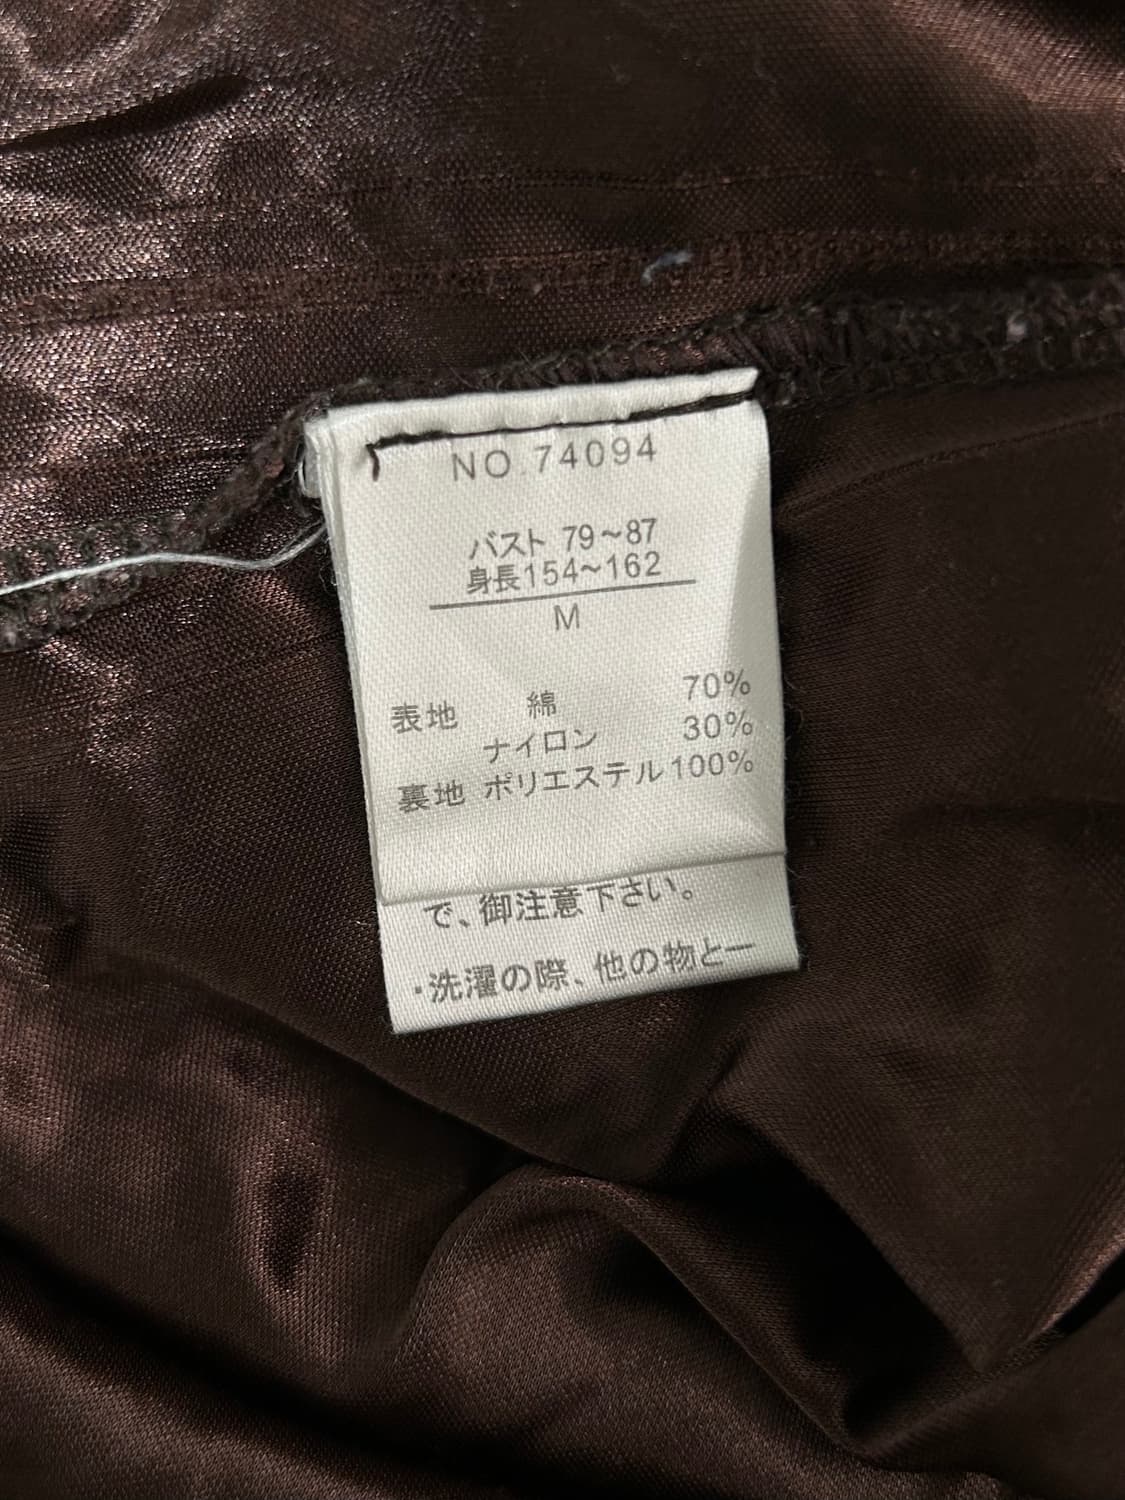 NO.74094
バスト 79～87
身長154～162
M
表地 綿 70%
ナイロン 30%
裏地 ポリエステル100%
で、御注意下さい。
・洗濯の際、他の物と一